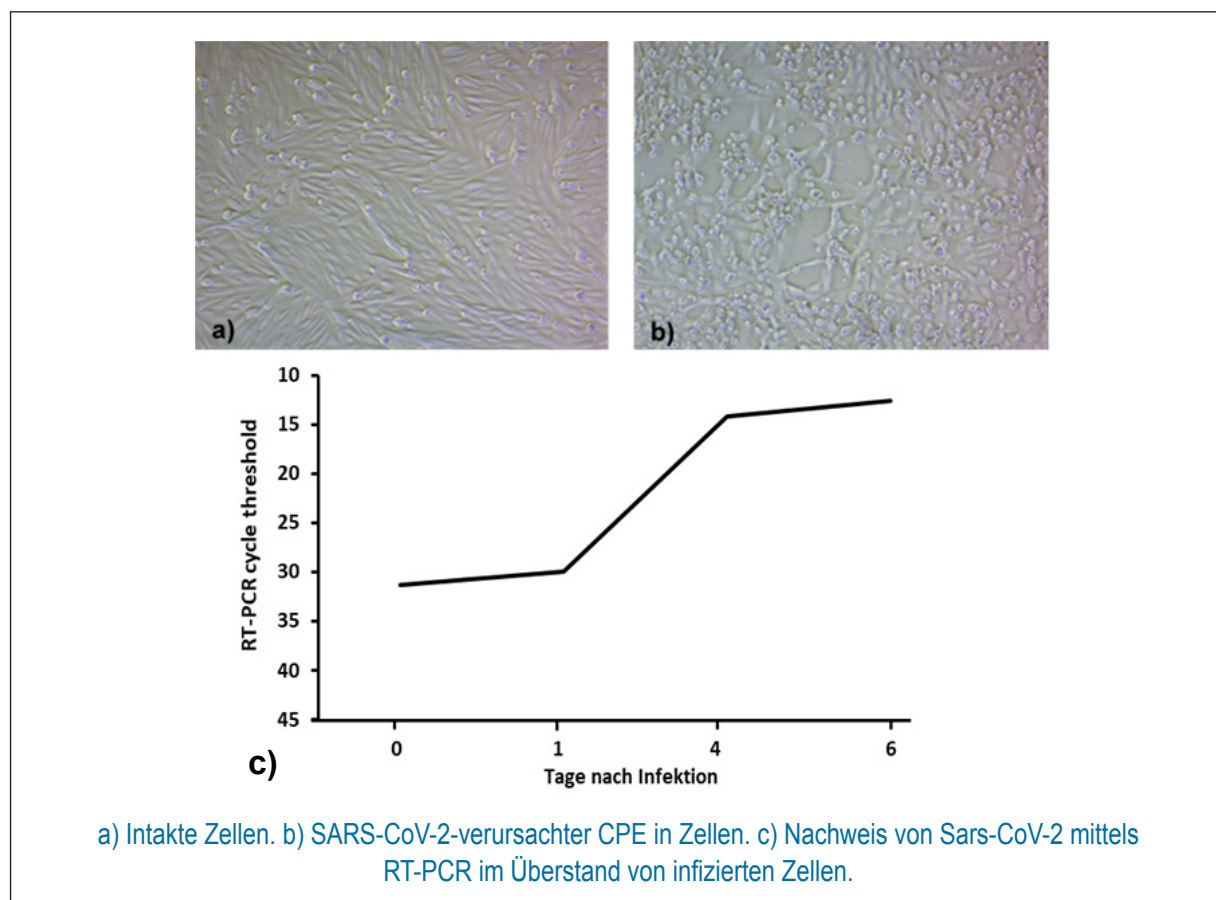 a)
b)
10
15
20
25
30
35
40
45
RT-PCR cycle threshold
0 1 4 6
Tage nach Infektion
c)
a) Intakte Zellen. b) SARS-CoV-2-verursachter CPE in Zellen. c) Nachweis von Sars-CoV-2 mittels
RT-PCR im Überstand von infizierten Zellen.